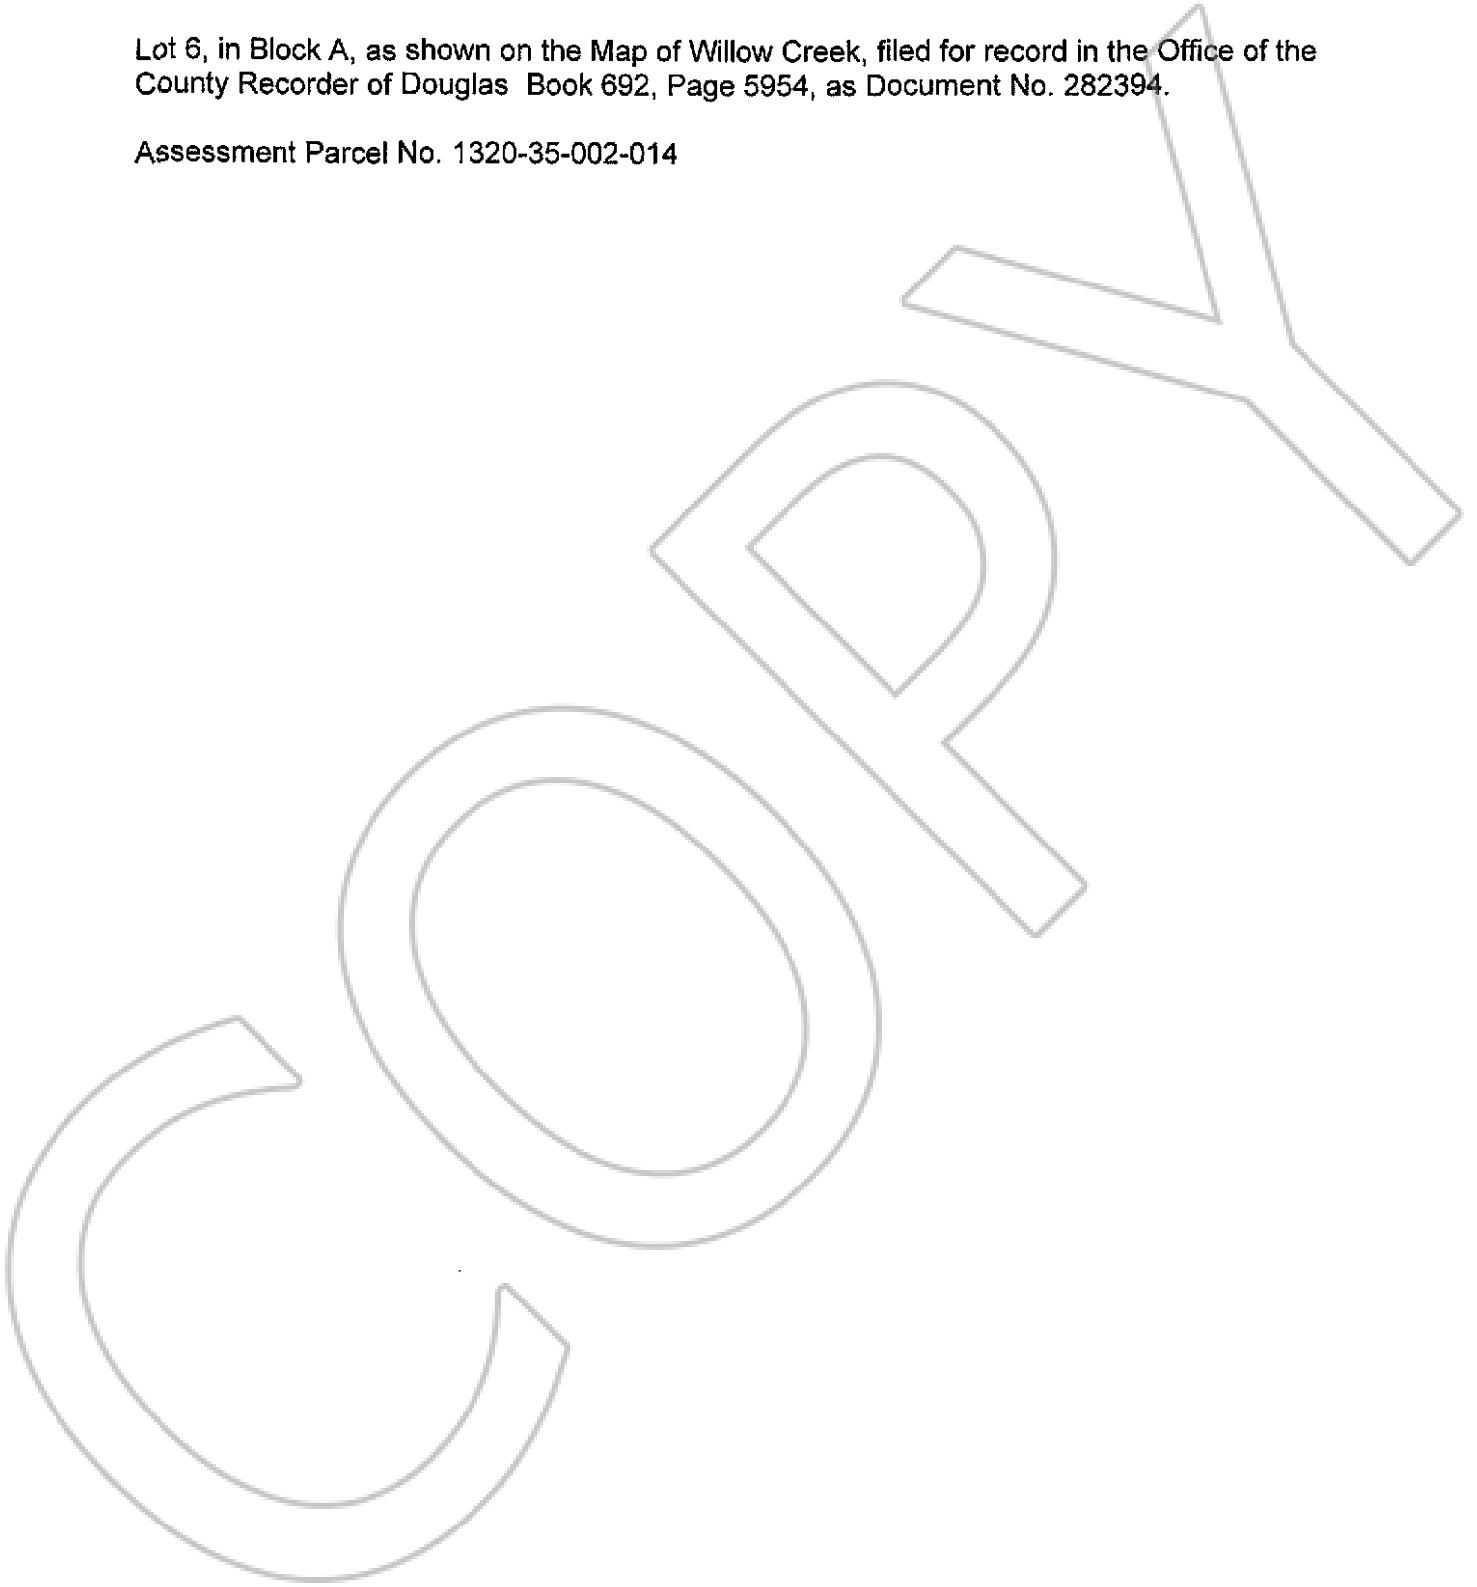 Lot 6, in Block A, as shown on the Map of Willow Creek, filed for record in the Office of the
County Recorder of Douglas  Book 692, Page 5954, as Document No. 282394.
Assessment Parcel No. 1320-35-002-014
COPY